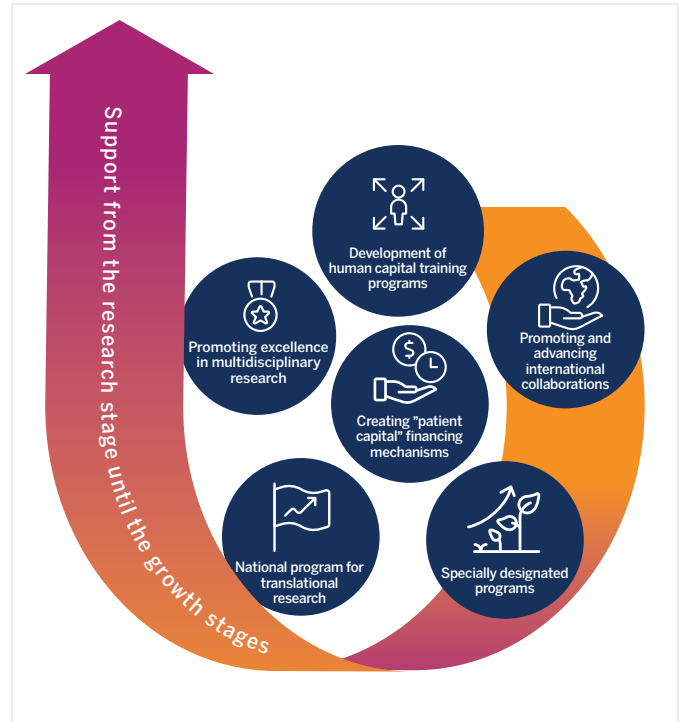 Support from the research stage until the growth stages
Development of
human capital training
programs
Promoting excellence
in multidisciplinary
research
Promoting and
advancing
international
collaborations
$
Creating "patient
capital" financing
mechanisms
National program for
translational
research
Specially designated
programs